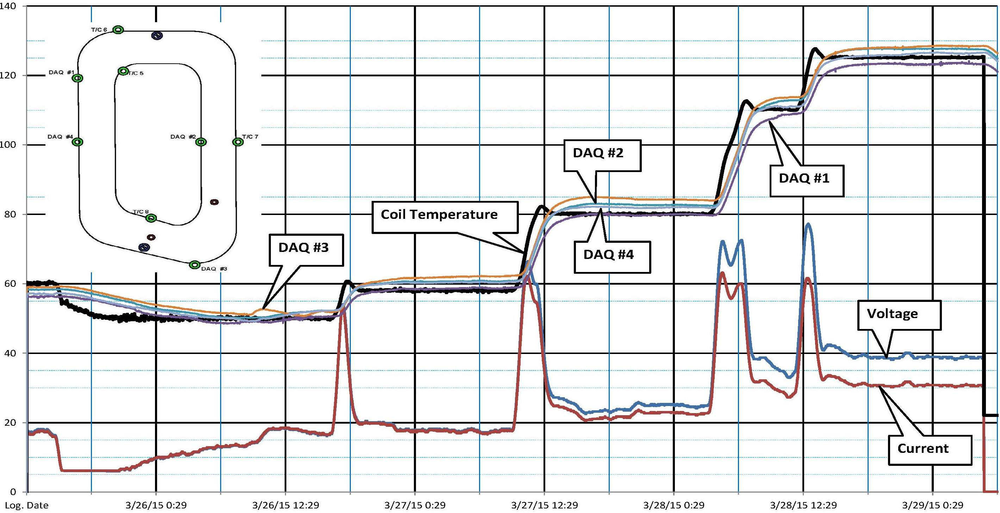 140
120
100
80
60
40
20
0
T/C 6
DAQ #1
T/C 5
DAQ #4
DAQ #2
T/C 7
T/C 8
DAQ #3
DAQ #2
DAQ #1
Coil Temperature
DAQ #3
DAQ #4
Voltage
Current
Log. Date
3/26/15 0:29
3/26/15 12:29
3/27/15 0:29
3/27/15 12:29
3/28/15 0:29
3/28/15 12:29
3/29/15 0:29